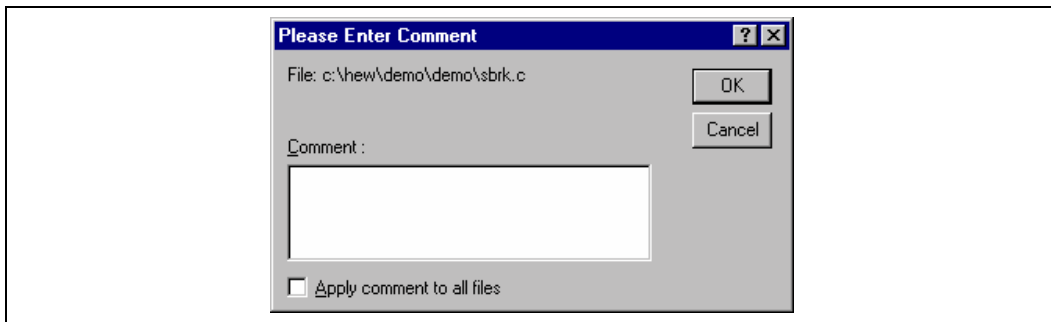 Please Enter Comment
File: c:\hew\demo\demo\sbrk.c
OK
Cancel
Comment :
Apply comment to all files